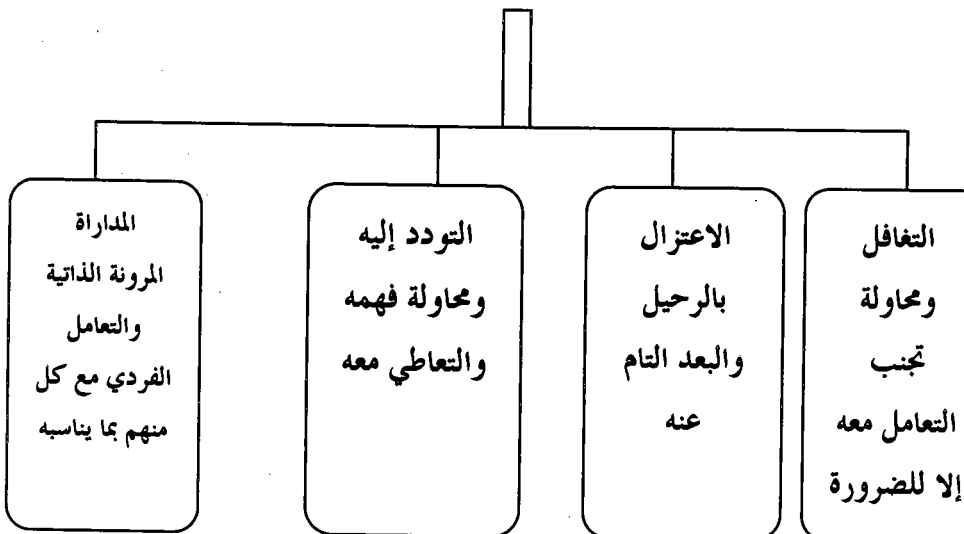 التغافل
ومحاولة
تجنب
التعامل معه
إلا للضرورة
الاعتزال
بالرحيل
والبعد التام
عنه
التودد إليه
ومحاولة فهمه
والتعاطي معه
المداراة
المرونة الذاتية
والتعامل
الفردي مع كل
منهم بما يناسبه